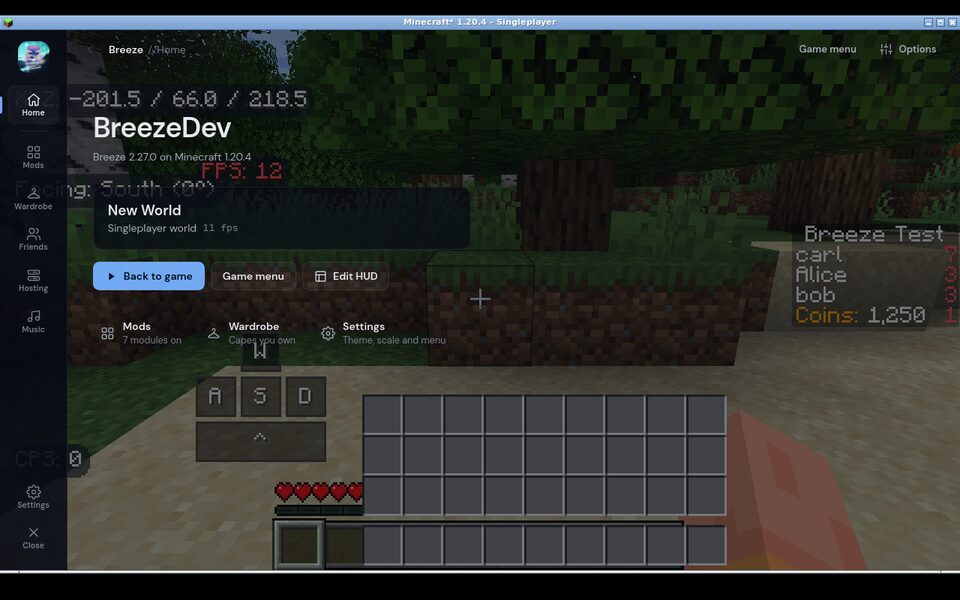 Minecraft* 1.20.4 - Singleplayer
Breeze // Home
Game menu
Options
-201.5 / 66.0 / 218.5
Home
BreezeDev
Breeze 2.27.0 on Minecraft 1.20.4
FPS: 12
Mods
Facing: South (0°)
Wardrobe
New World
Singleplayer world 11 fps
Friends
Breeze Test
carl 7
Alice 3
bob 3
Coins: 1,250 1
Back to game
Game menu
Edit HUD
Hosting
Music
Mods
7 modules on
Wardrobe
Capes you own
Settings
Theme, scale and menu
W
A S D
^
CPS: 0
Settings
Close